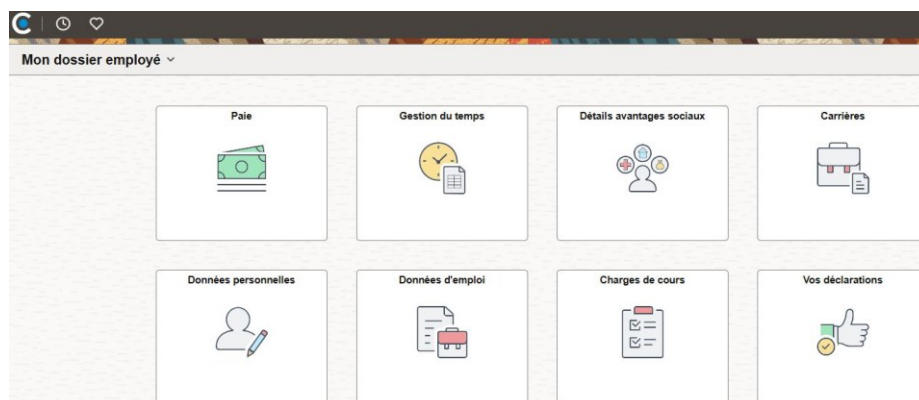 Mon dossier employé
Paie
Gestion du temps
Détails avantages sociaux
Carrières
Données personnelles
Données d'emploi
Charges de cours
Vos déclarations